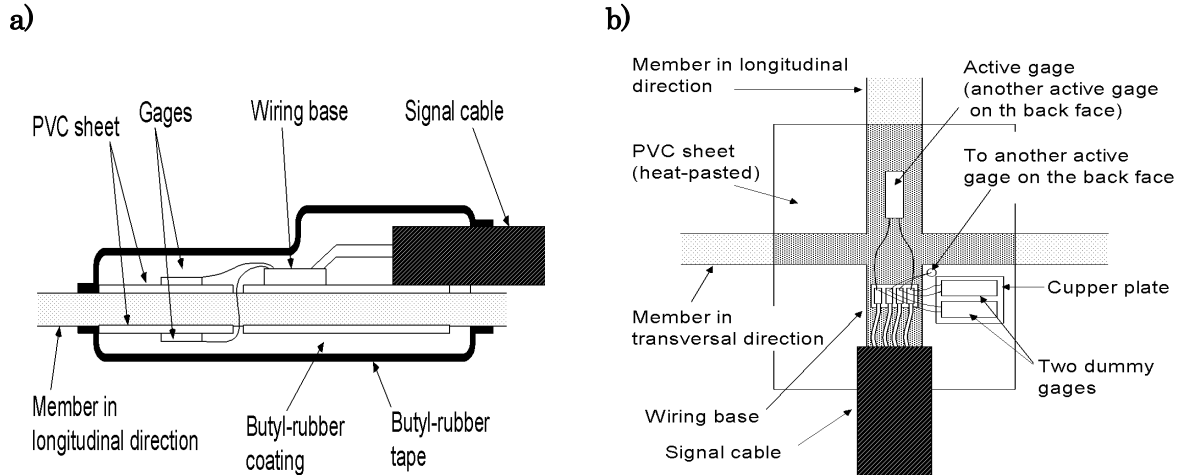 a)
PVC sheet
Gages
Wiring base
Signal cable
Member in
longitudinal direction
Butyl-rubber
coating
Butyl-rubber
tape
b)
Member in longitudinal
direction
Active gage
(another active gage
on th back face)
PVC sheet
(heat-pasted)
To another active
gage on the back face
Cupper plate
Member in
transversal direction
Two dummy
gages
Wiring base
Signal cable